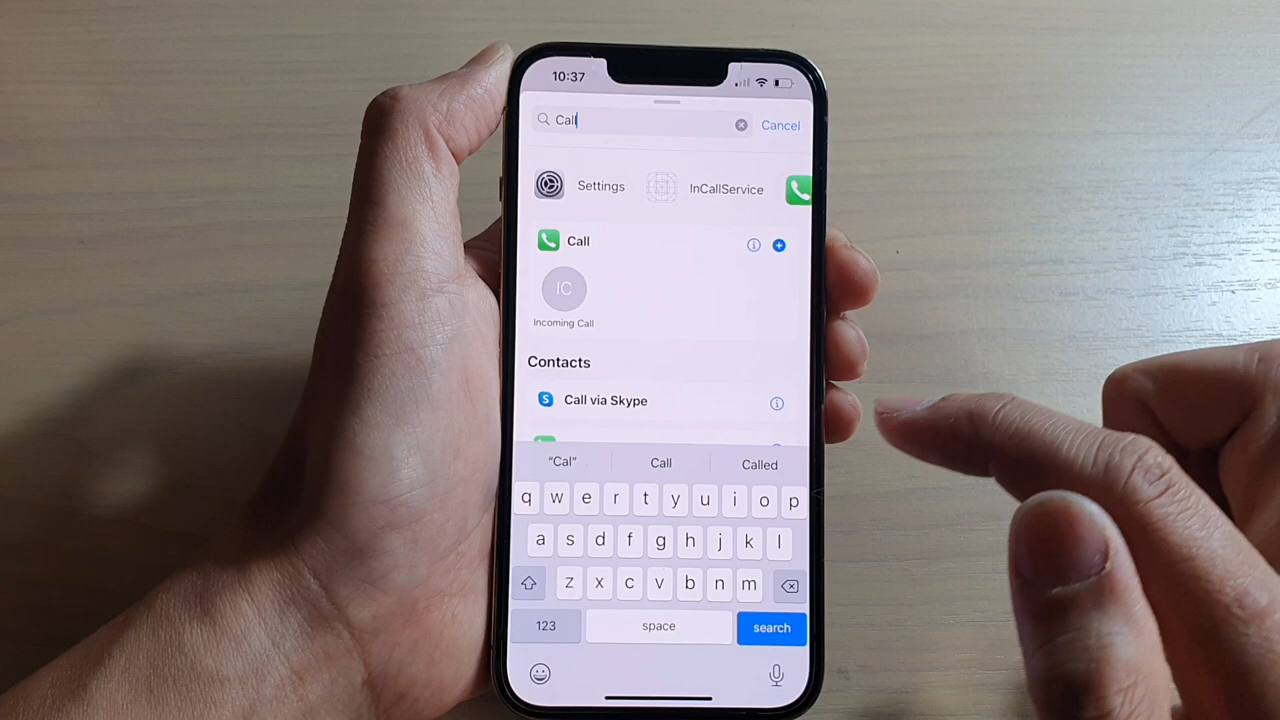 10:37
Call
Cancel
Settings
InCallService
Call
IC
Incoming Call
Contacts
S
Call via Skype
“Cal”
Call
Called
q w e r t y u i o p
a s d f g h j k l
z x c v b n m
123
space
search